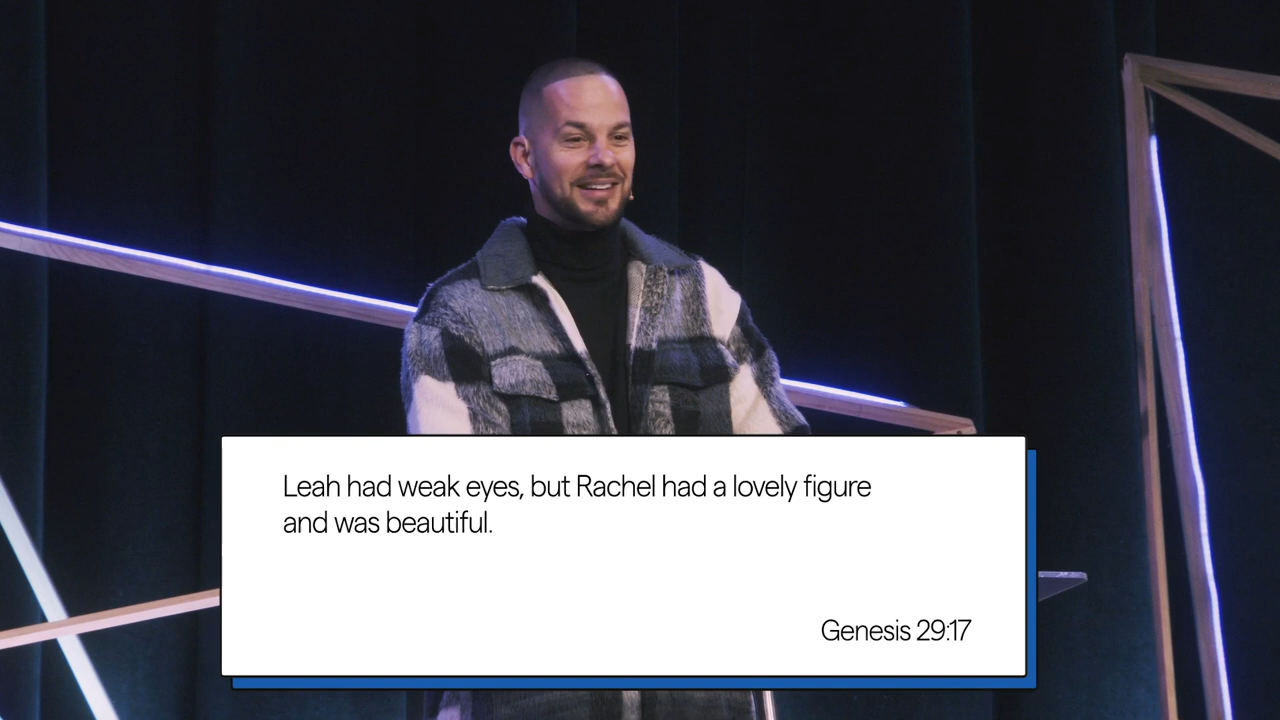 Leah had weak eyes, but Rachel had a lovely figure
and was beautiful.
Genesis 29:17